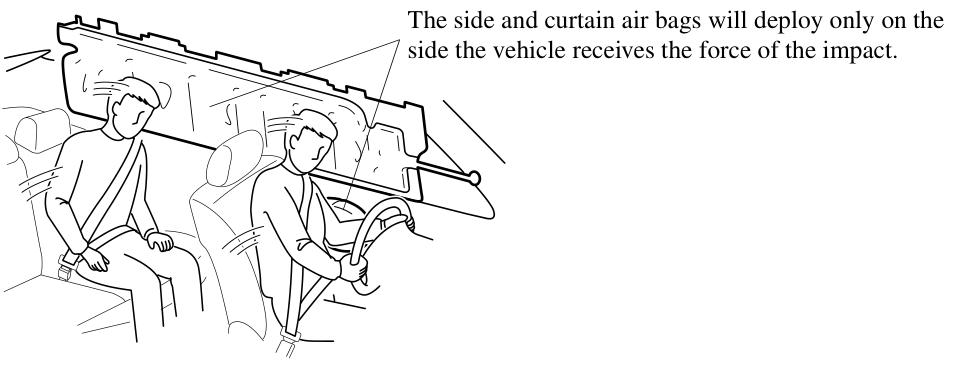 The side and curtain air bags will deploy only on the
side the vehicle receives the force of the impact.